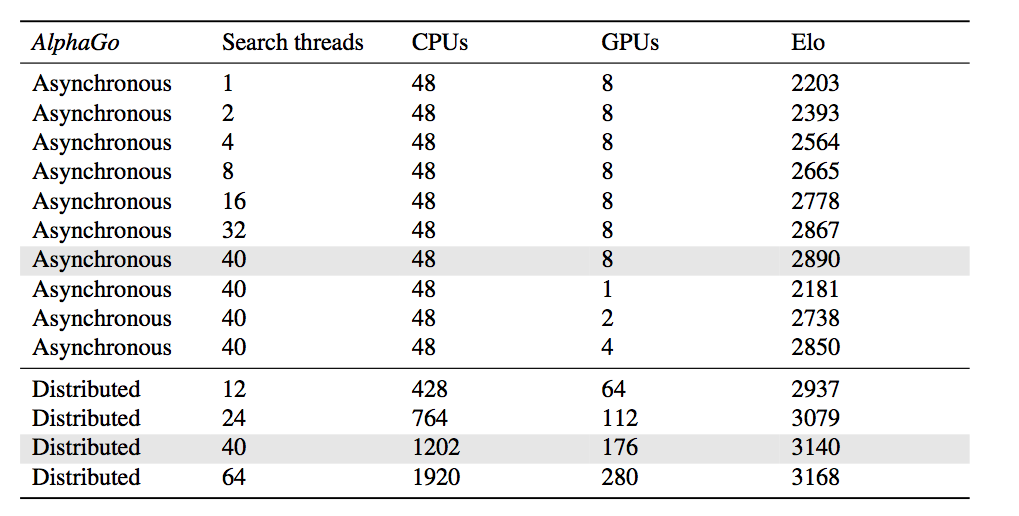 AlphaGo Search threads CPUs GPUs Elo
Asynchronous 1 48 8 2203
Asynchronous 2 48 8 2393
Asynchronous 4 48 8 2564
Asynchronous 8 48 8 2665
Asynchronous 16 48 8 2778
Asynchronous 32 48 8 2867
Asynchronous 40 48 8 2890
Asynchronous 40 48 1 2181
Asynchronous 40 48 2 2738
Asynchronous 40 48 4 2850
Distributed 12 428 64 2937
Distributed 24 764 112 3079
Distributed 40 1202 176 3140
Distributed 64 1920 280 3168